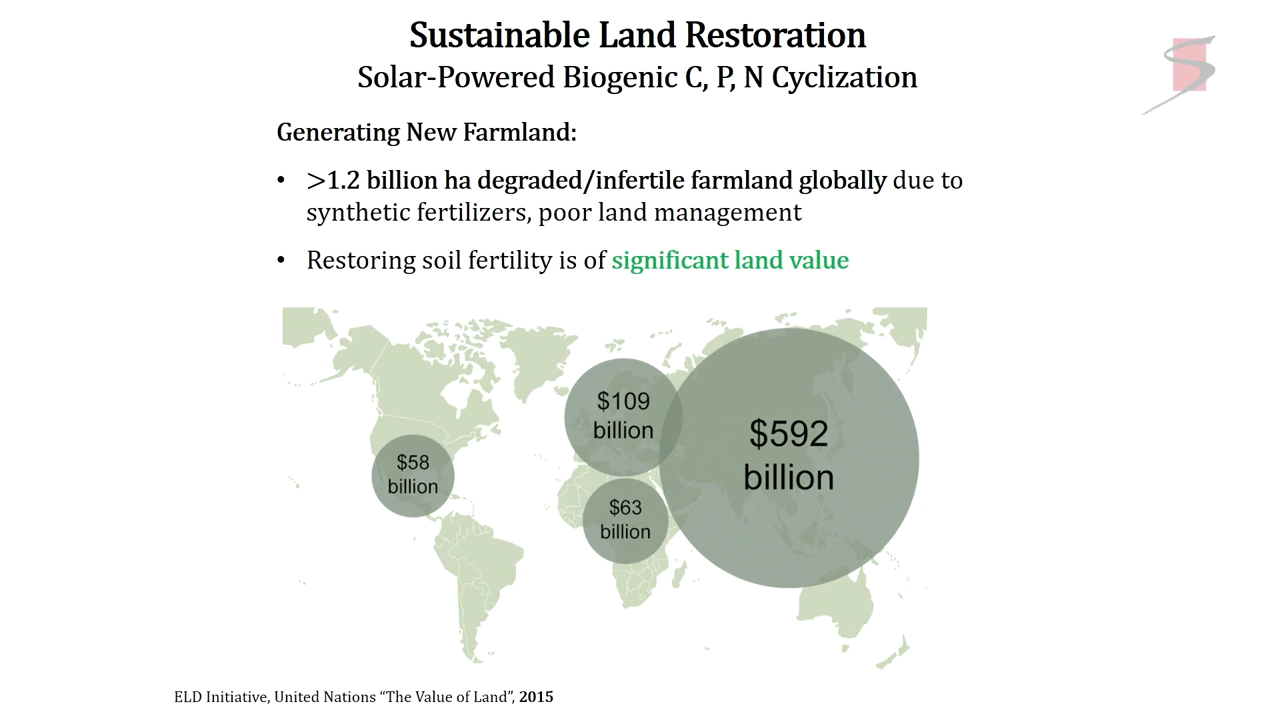 Sustainable Land Restoration
Solar-Powered Biogenic C, P, N Cyclization
Generating New Farmland:
• >1.2 billion ha degraded/infertile farmland globally due to
synthetic fertilizers, poor land management
• Restoring soil fertility is of significant land value
$109
billion
$592
billion
$58
billion
$63
billion
ELD Initiative, United Nations “The Value of Land”, 2015